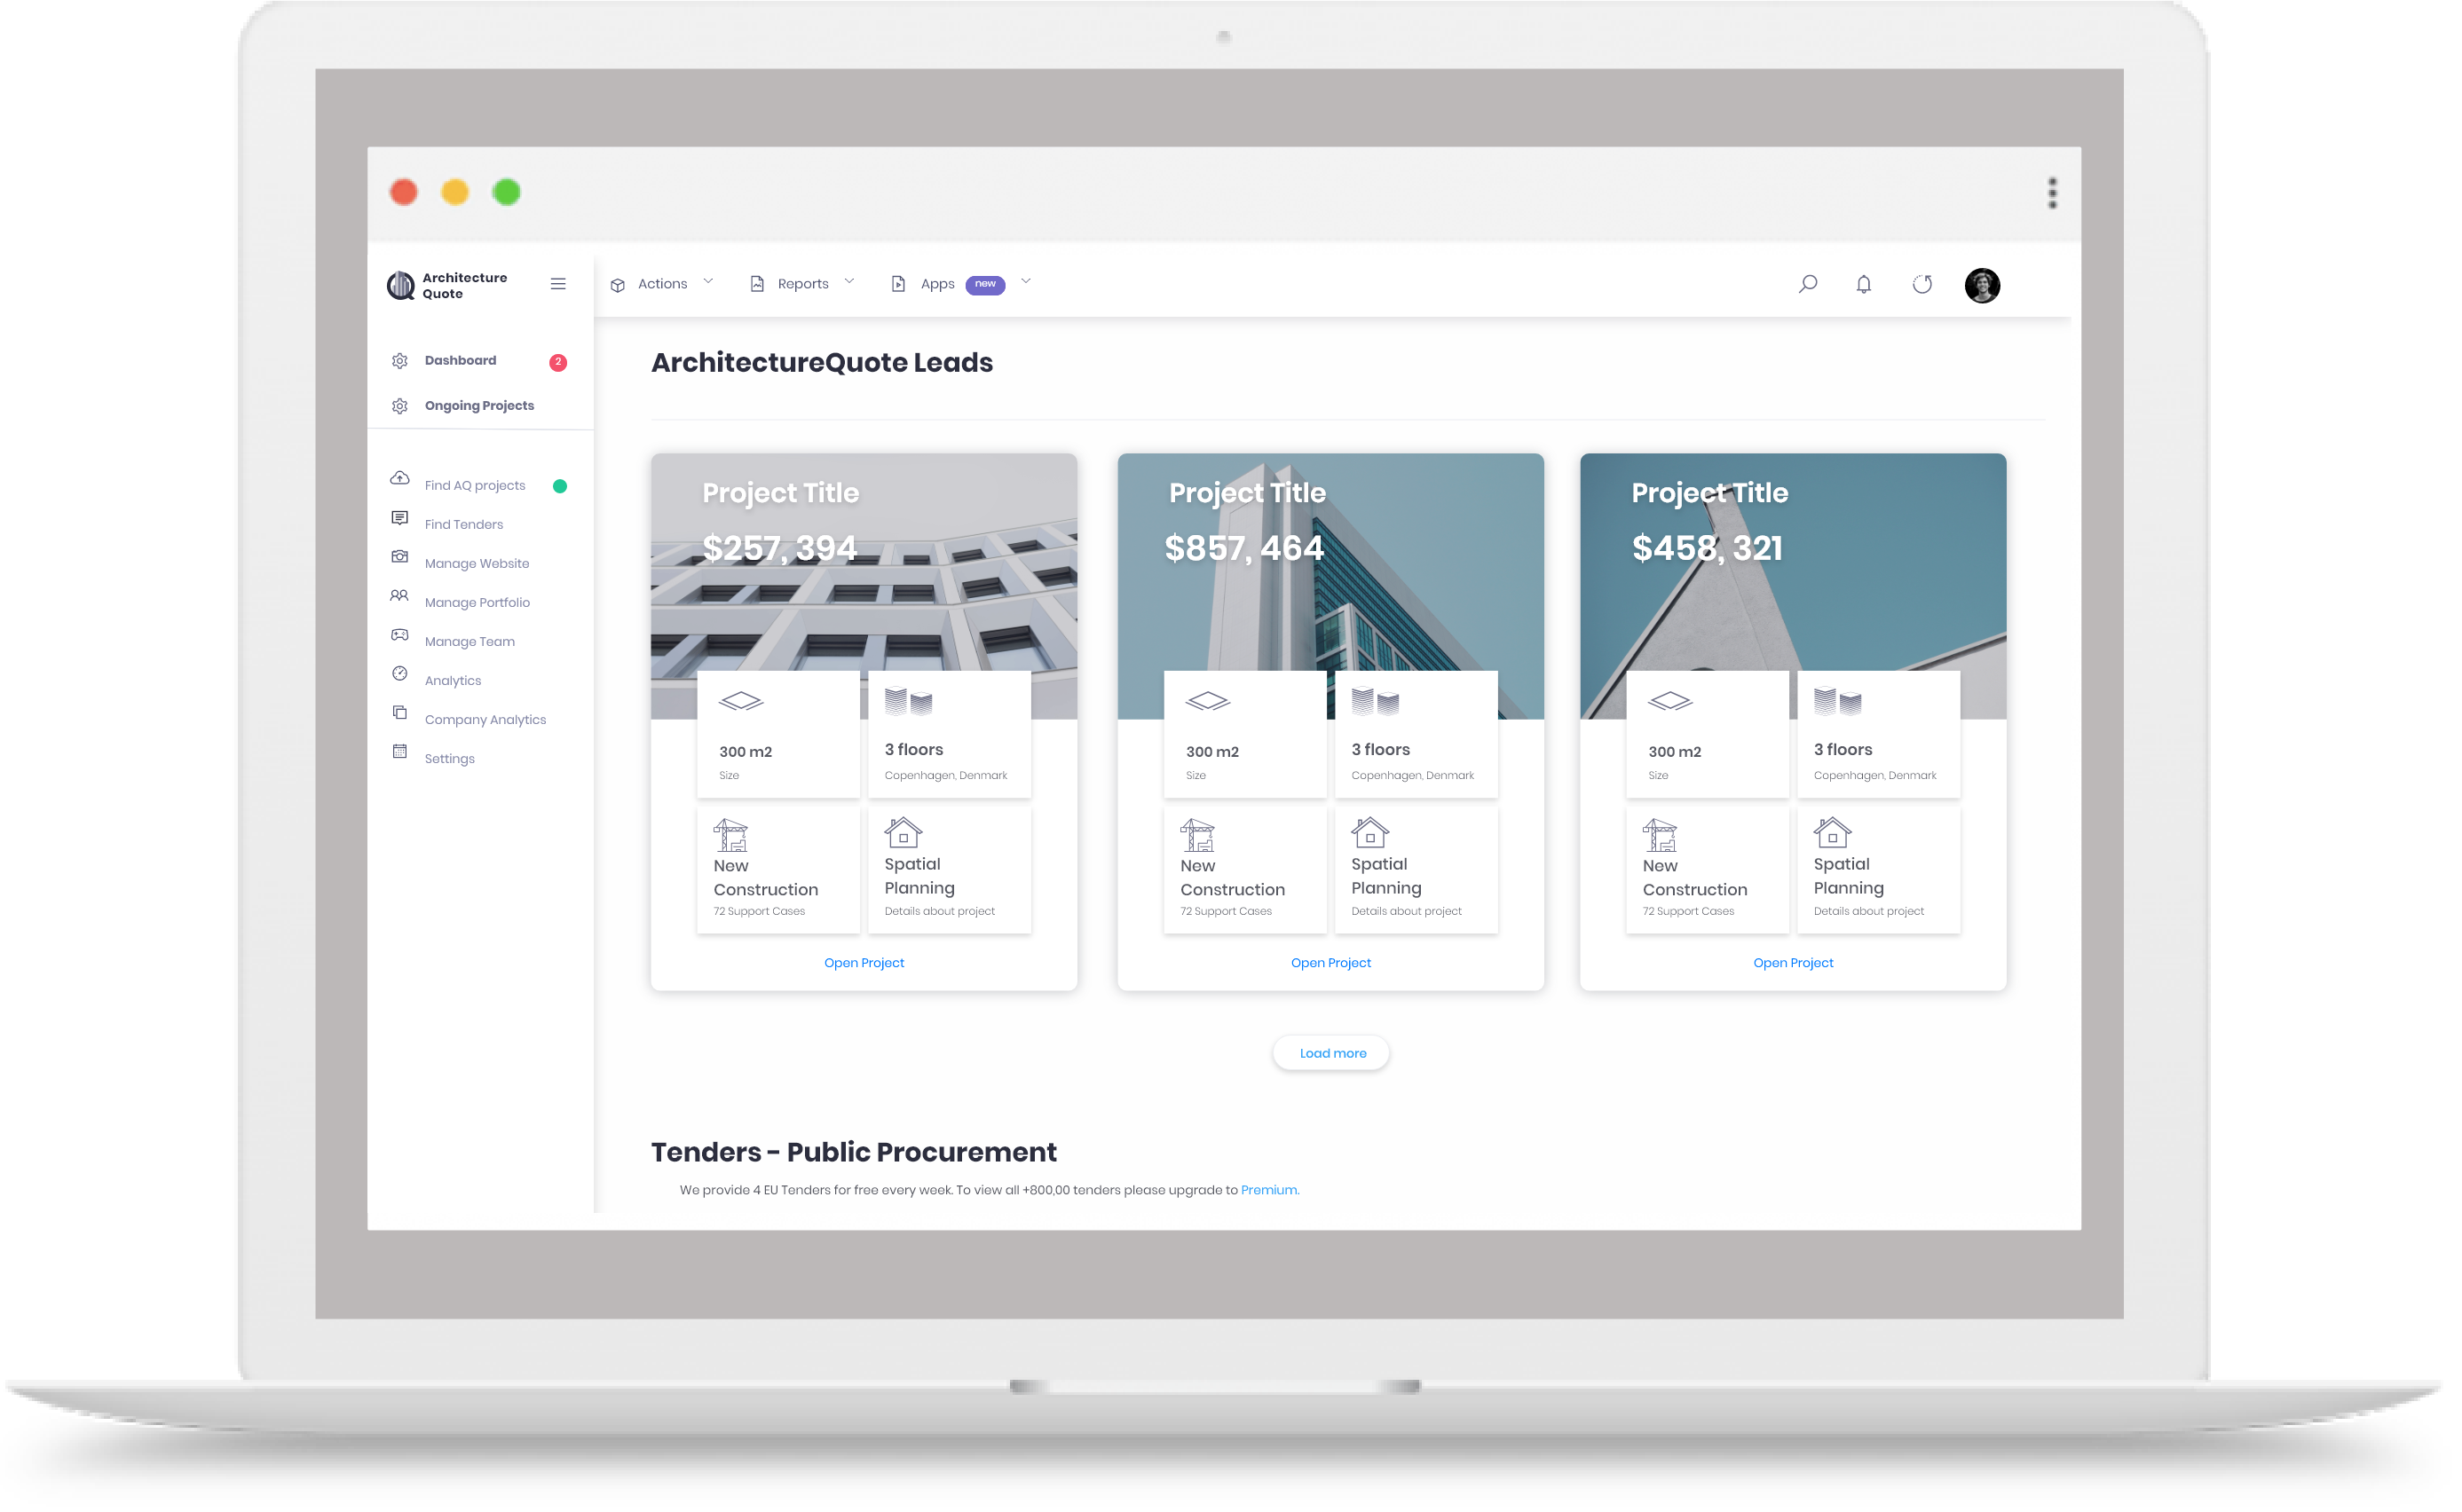 Architecture
Quote
Actions
Reports
Apps
new
Dashboard
2
Ongoing Projects
Find AQ projects
Find Tenders
Manage Website
Manage Portfolio
Manage Team
Analytics
Company Analytics
Settings
ArchitectureQuote Leads
Project Title
$257, 394
300 m2
Size
3 floors
Copenhagen, Denmark
New
Construction
72 Support Cases
Spatial
Planning
Details about project
Open Project
Project Title
$857, 464
300 m2
Size
3 floors
Copenhagen, Denmark
New
Construction
72 Support Cases
Spatial
Planning
Details about project
Open Project
Project Title
$458, 321
300 m2
Size
3 floors
Copenhagen, Denmark
New
Construction
72 Support Cases
Spatial
Planning
Details about project
Open Project
Load more
Tenders - Public Procurement
We provide 4 EU Tenders for free every week. To view all +800,00 tenders please upgrade to Premium.